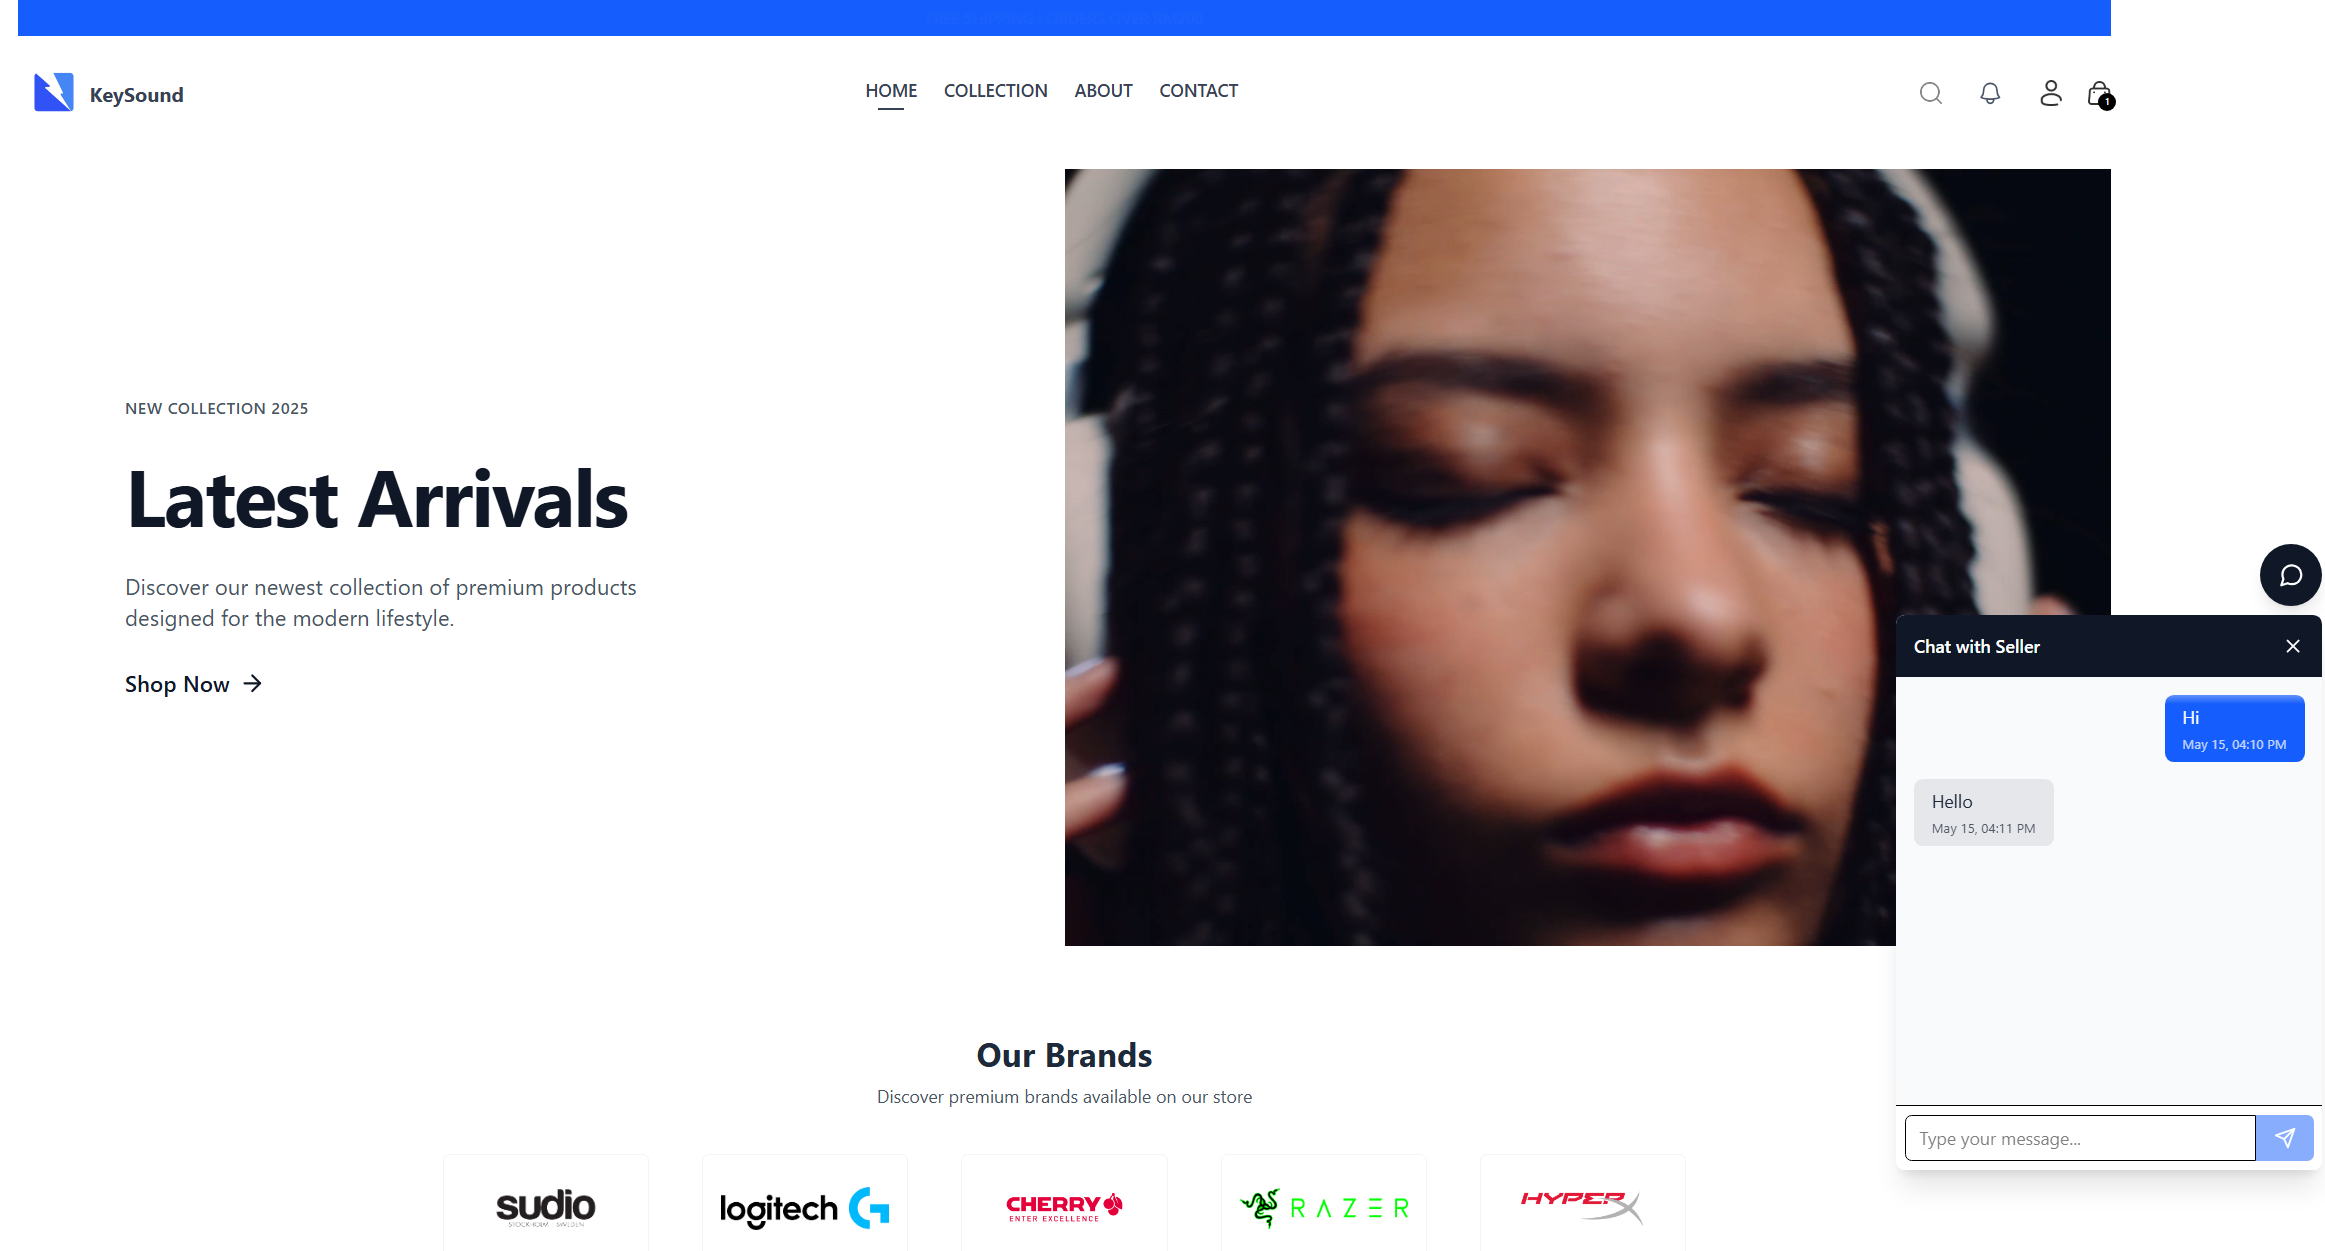 KeySound
HOME COLLECTION ABOUT CONTACT
1
NEW COLLECTION 2025
Latest Arrivals
Discover our newest collection of premium products
designed for the modern lifestyle.
Shop Now
Chat with Seller
Hi
May 15, 04:10 PM
Hello
May 15, 04:11 PM
Type your message...
Our Brands
Discover premium brands available on our store
sudio
STOCKHOLM SWEDEN
logitech G
CHERRY
ENTER EXCELLENCE
RAZER
HYPERX